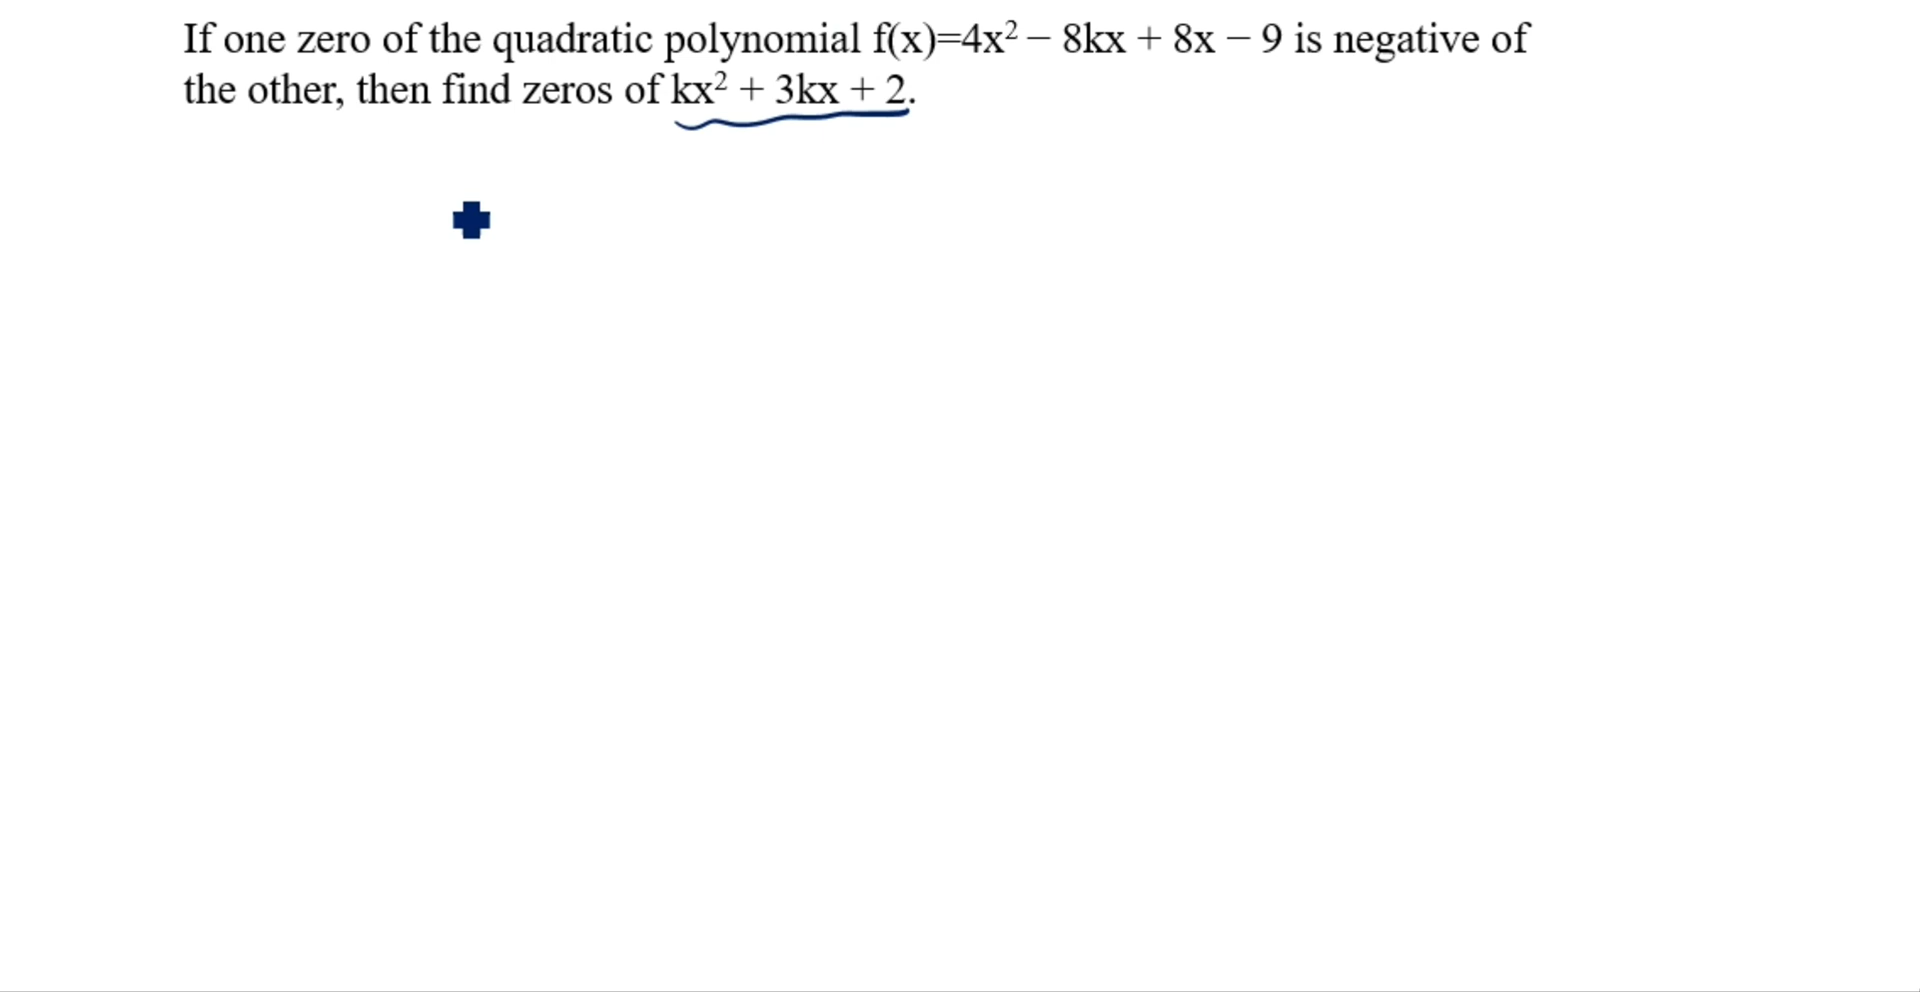 If one zero of the quadratic polynomial f(x)=4x² – 8kx + 8x – 9 is negative of
the other, then find zeros of kx² + 3kx + 2.